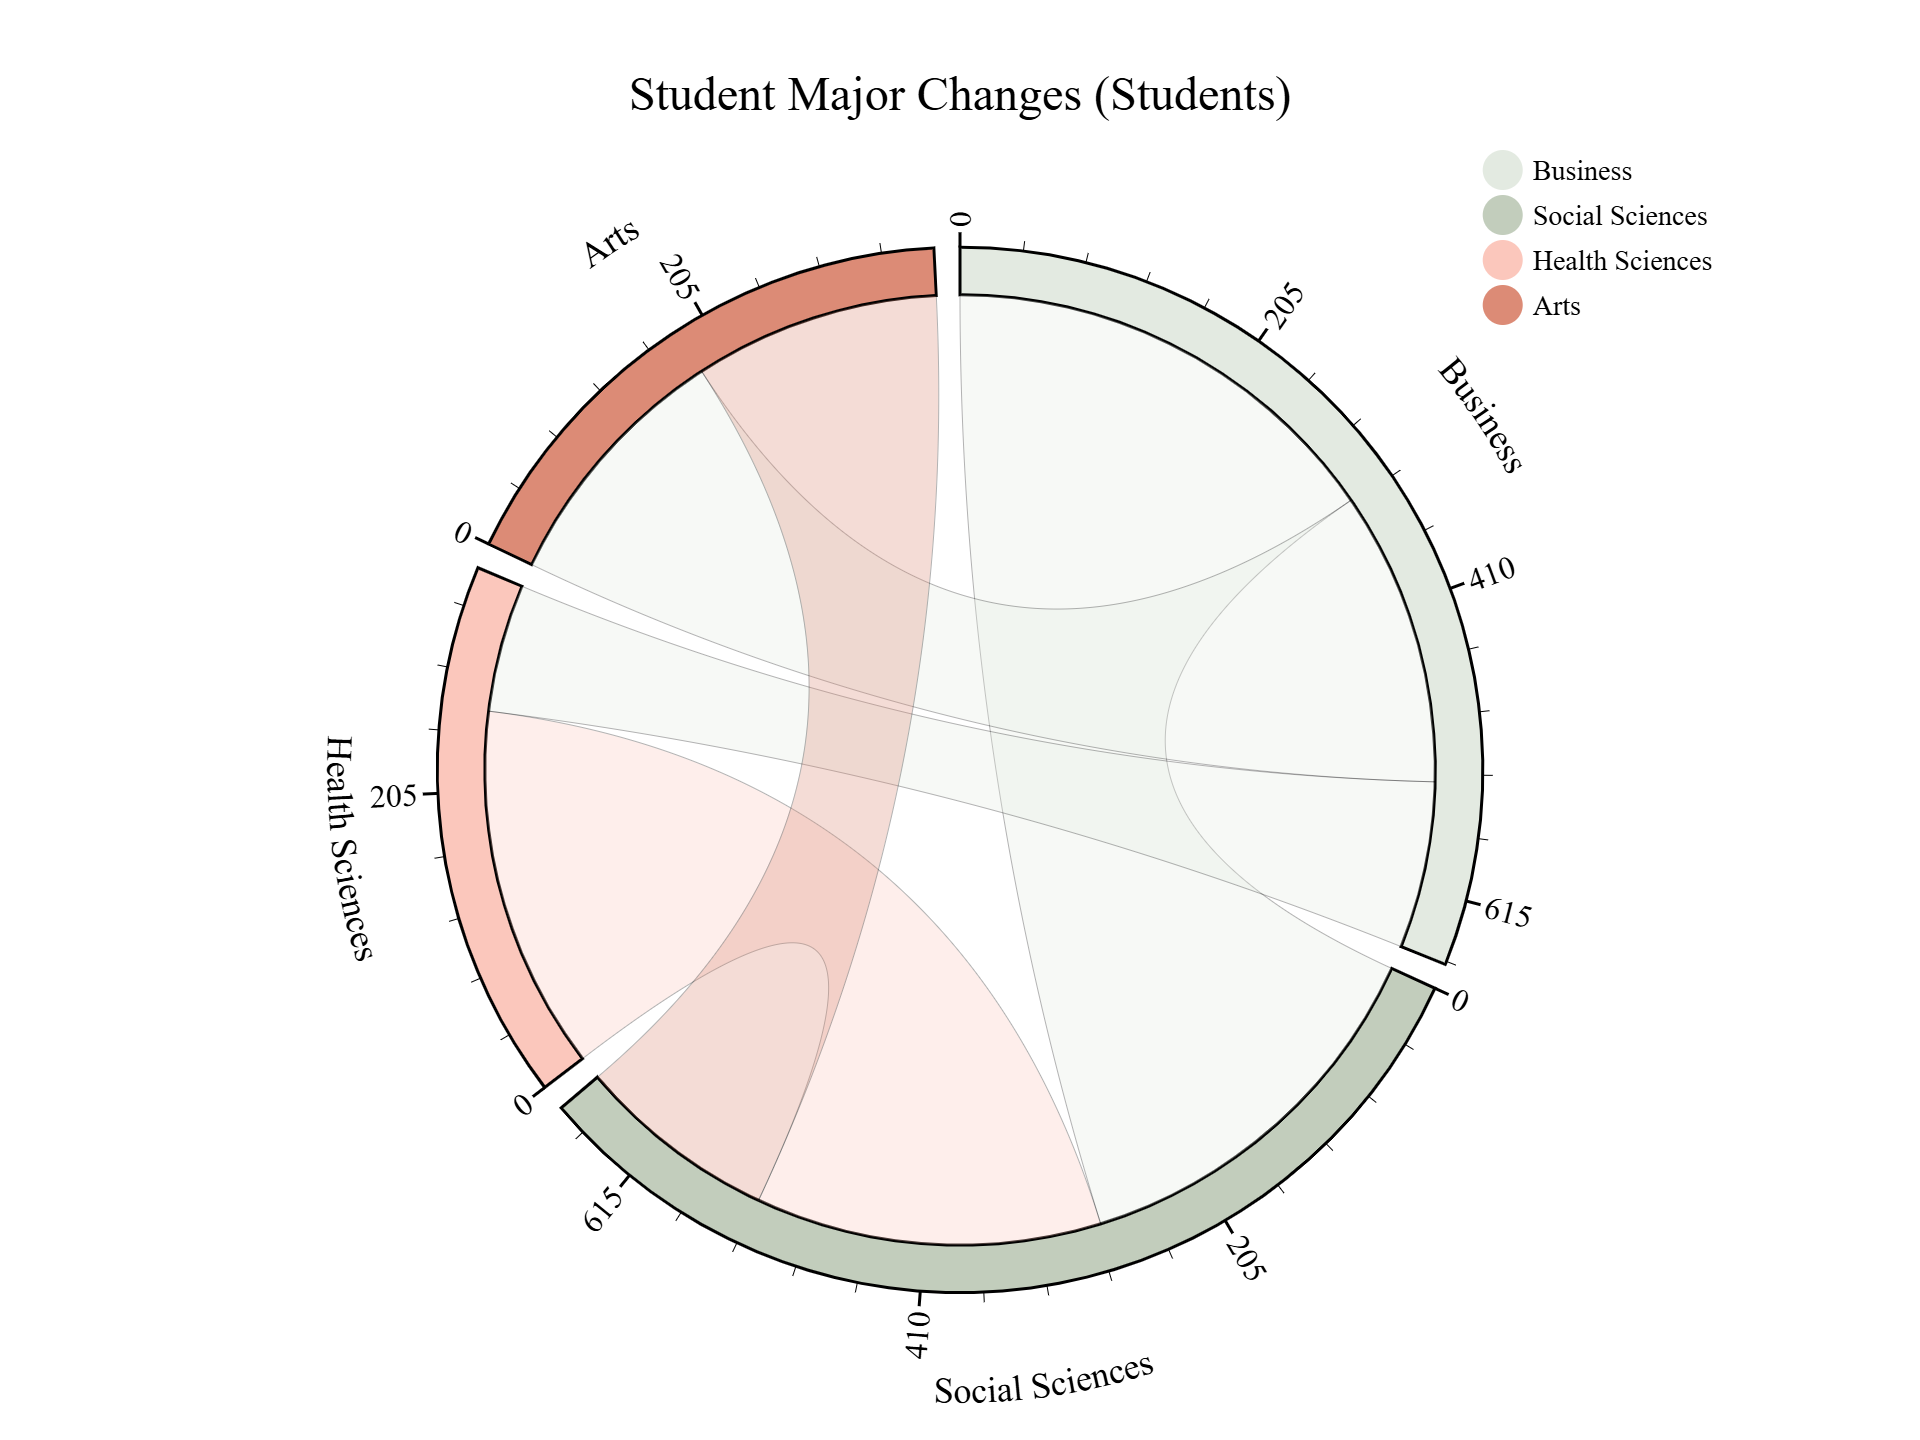 Student Major Changes (Students)
Business
Social Sciences
Health Sciences
Arts
0
205
410
615
Business
0
205
410
615
Social Sciences
0
205
Health Sciences
0
205
Arts